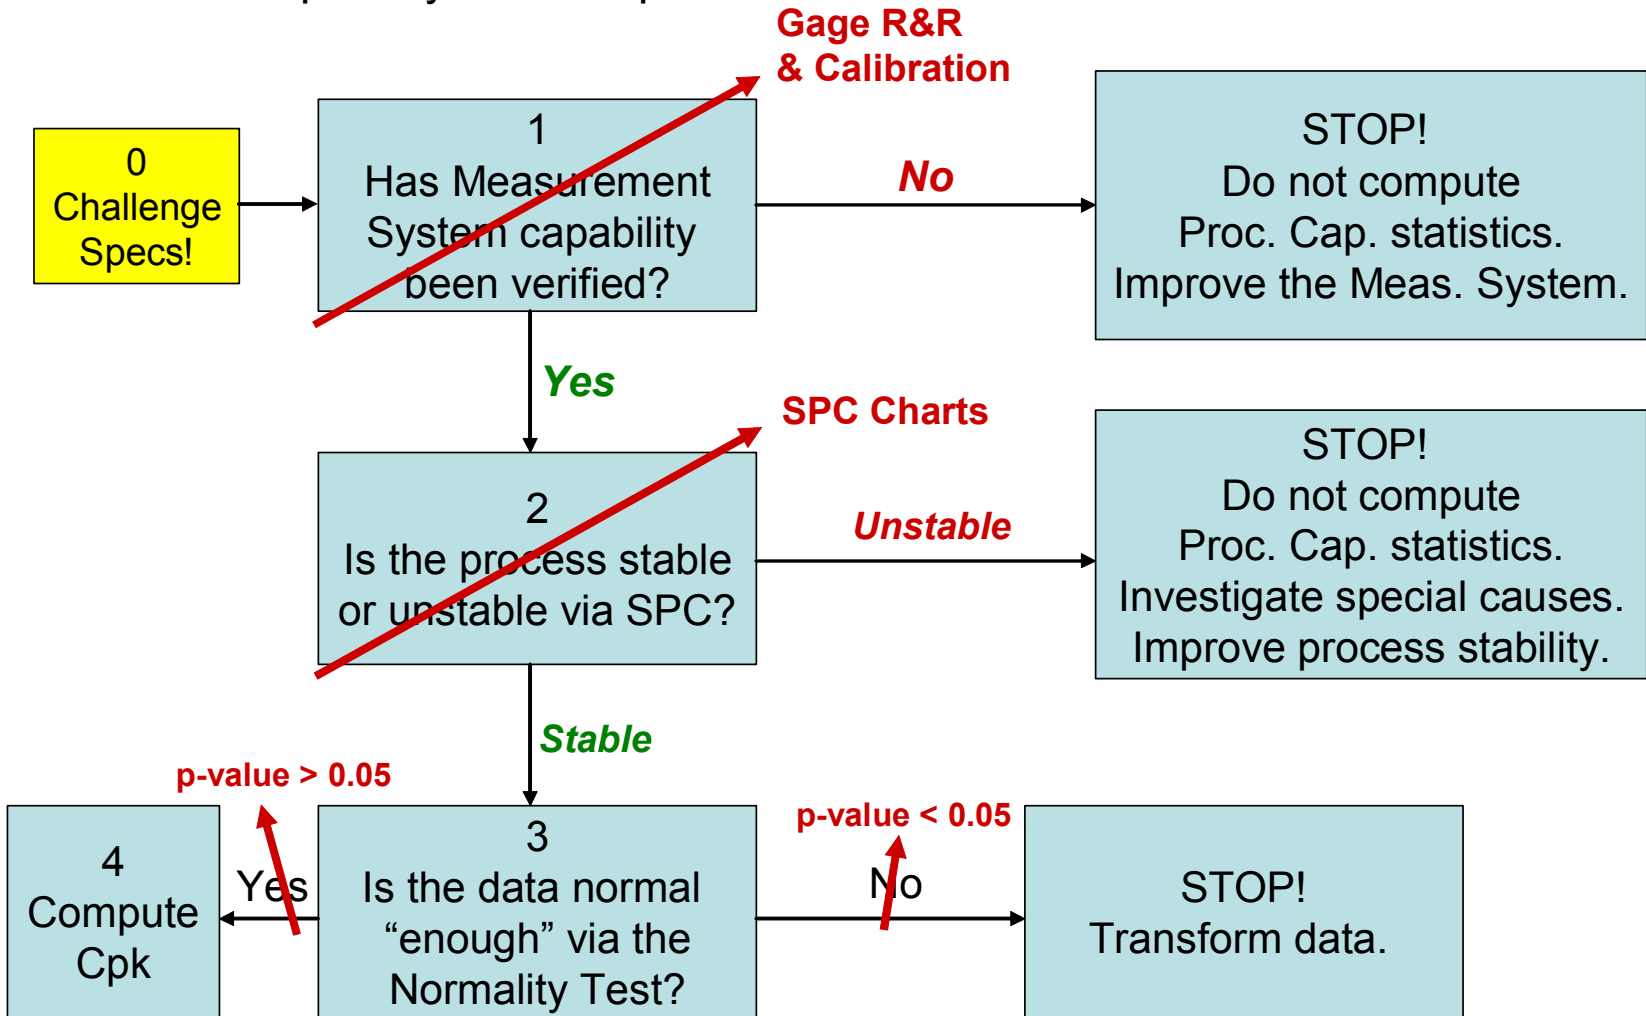 Gage R&R
& Calibration
0
Challenge
Specs!
1
Has Measurement
System capability
been verified?
No
STOP!
Do not compute
Proc. Cap. statistics.
Improve the Meas. System.
Yes
SPC Charts
2
Is the process stable
or unstable via SPC?
Unstable
STOP!
Do not compute
Proc. Cap. statistics.
Investigate special causes.
Improve process stability.
Stable
p-value > 0.05
p-value < 0.05
4
Compute
Cpk
Yes
3
Is the data normal
“enough” via the
Normality Test?
No
STOP!
Transform data.